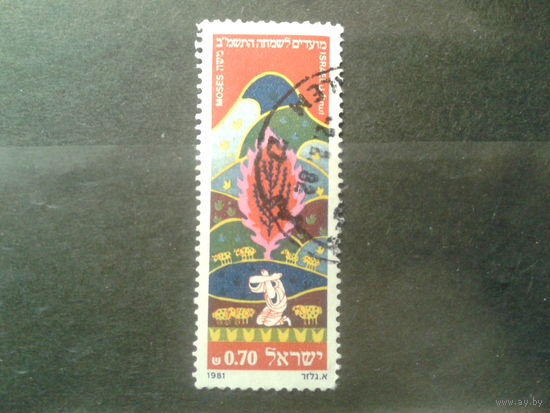 מועדים לשמחה התשמ"ב
משה MOSES
ISRAEL
0.70 ש ישראל
1981 א. גלזר
www.ay.by